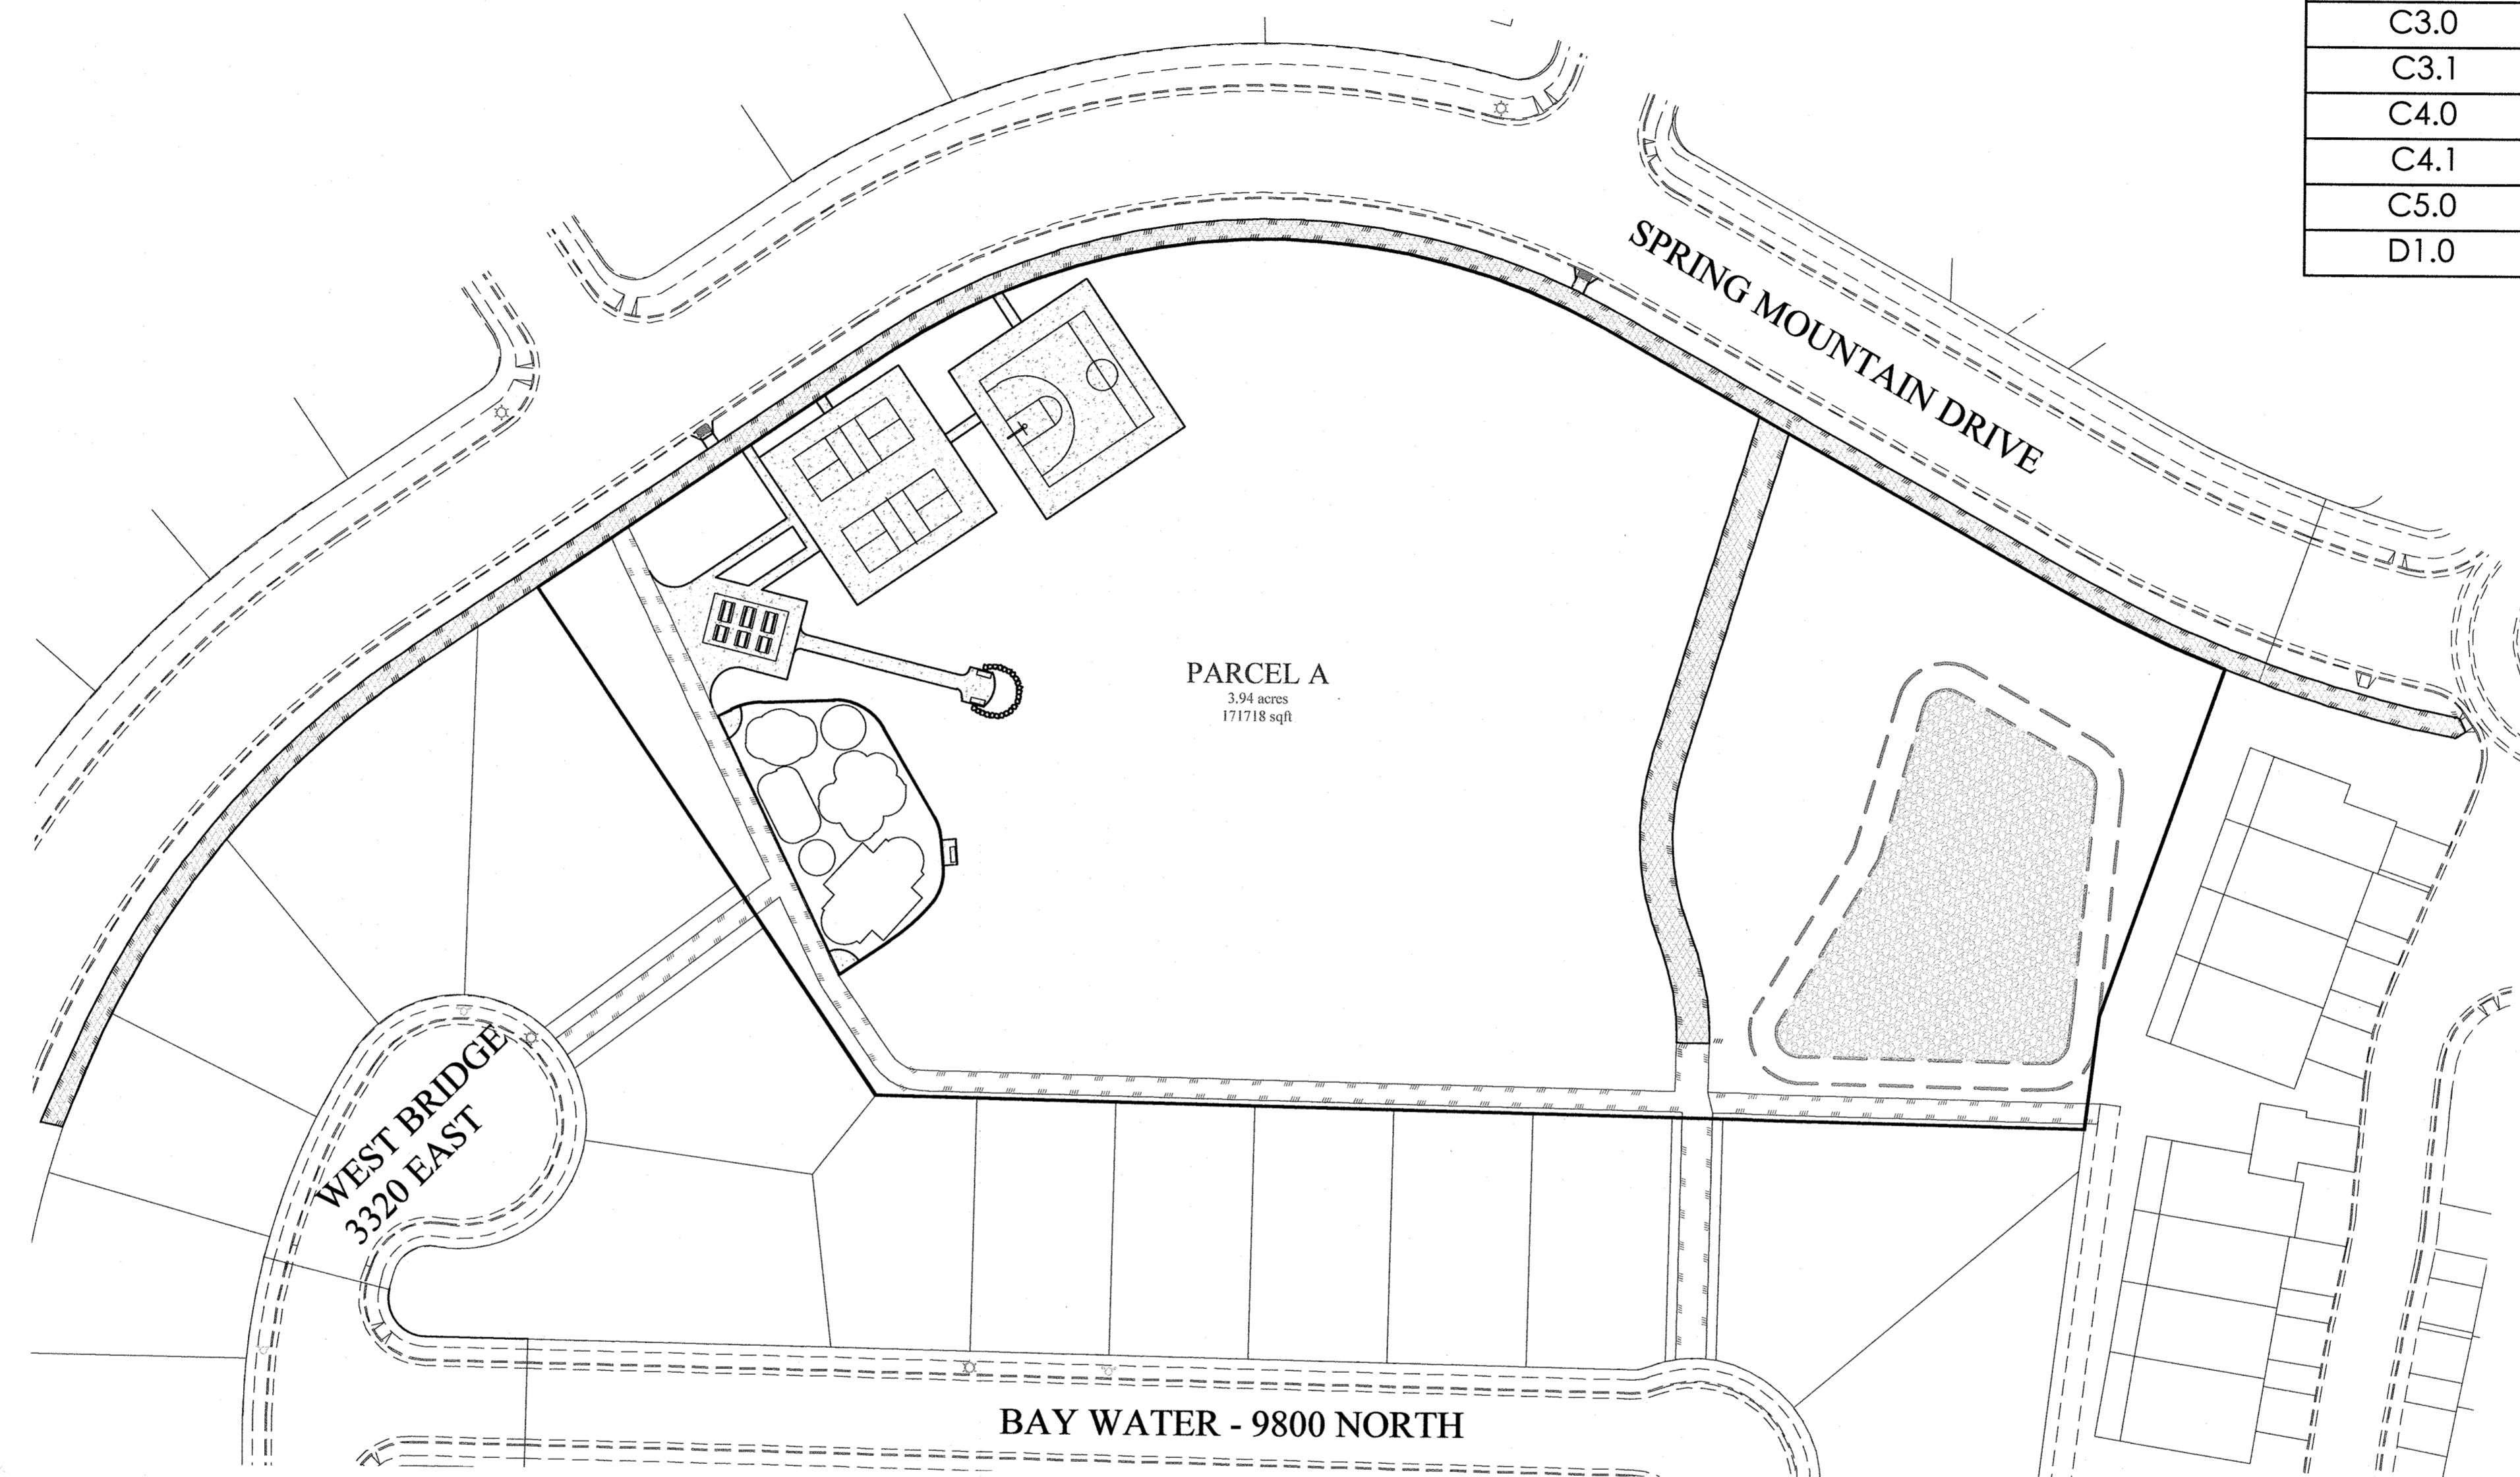 C3.0
C3.1
C4.0
C4.1
C5.0
D1.0
SPRING MOUNTAIN DRIVE
PARCEL A
3.94 acres
171718 sqft
WEST BRIDGE
3320 EAST
BAY WATER - 9800 NORTH